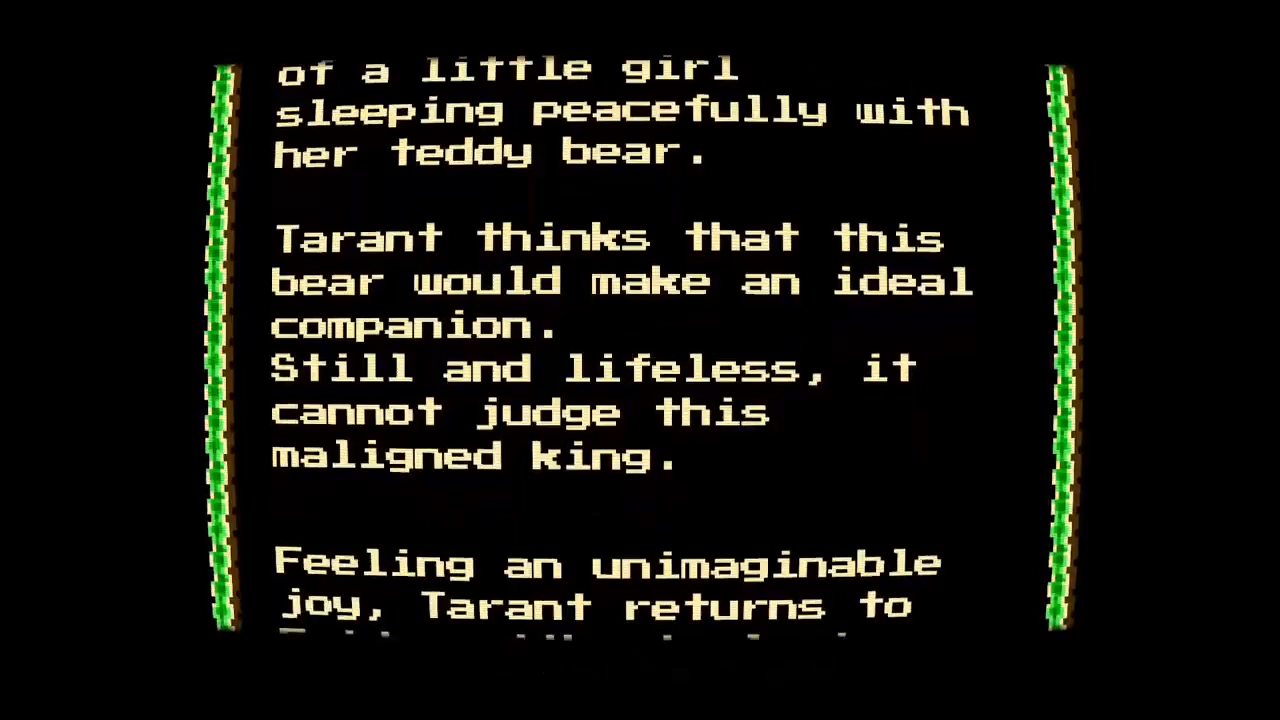 of a little girl
sleeping peacefully with
her teddy bear.
Tarant thinks that this
bear would make an ideal
companion.
Still and lifeless, it
cannot judge this
maligned king.
Feeling an unimaginable
joy, Tarant returns to